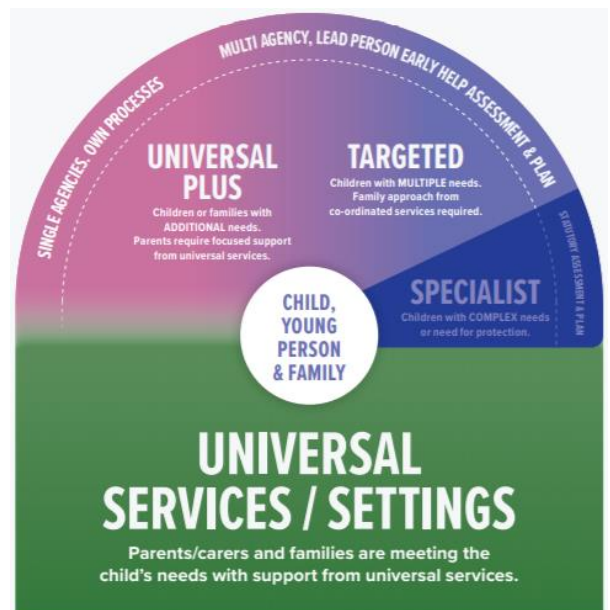 SINGLE AGENCIES. OWN PROCESSES
MULTI AGENCY, LEAD PERSON EARLY HELP ASSESSMENT & PLAN
STATUTORY ASSESSMENT & PLAN
UNIVERSAL
PLUS
Children or families with
ADDITIONAL needs.
Parents require focused support
from universal services.
TARGETED
Children with MULTIPLE needs.
Family approach from
co-ordinated services required.
SPECIALIST
Children with COMPLEX needs
or need for protection.
CHILD,
YOUNG
PERSON
& FAMILY
UNIVERSAL
SERVICES / SETTINGS
Parents/carers and families are meeting the
child's needs with support from universal services.